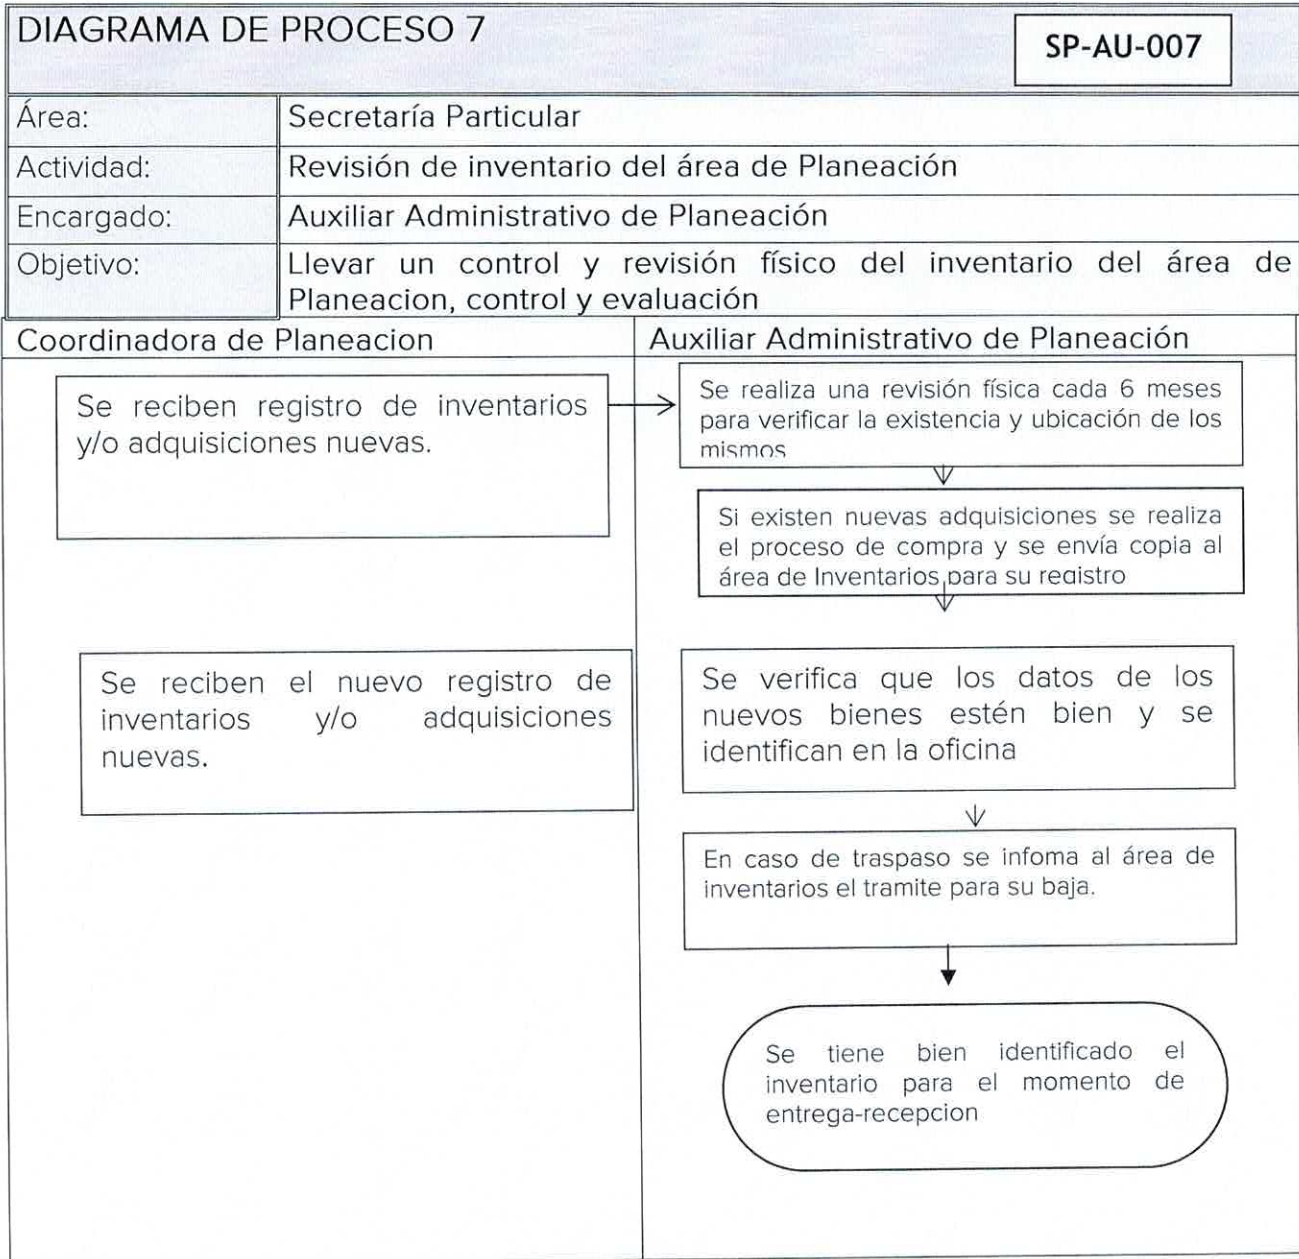 DIAGRAMA DE PROCESO 7
SP-AU-007
Área:
Secretaría Particular
Actividad:
Revisión de inventario del área de Planeación
Encargado:
Auxiliar Administrativo de Planeación
Objetivo:
Llevar un control y revisión físico del inventario del área de
Planeacion, control y evaluación
Coordinadora de Planeacion
Auxiliar Administrativo de Planeación
Se reciben registro de inventarios
y/o adquisiciones nuevas.
Se realiza una revisión física cada 6 meses
para verificar la existencia y ubicación de los
mismos
Si existen nuevas adquisiciones se realiza
el proceso de compra y se envía copia al
área de Inventarios para su registro
Se reciben el nuevo registro de
inventarios y/o adquisiciones
nuevas.
Se verifica que los datos de los
nuevos bienes estén bien y se
identifican en la oficina
En caso de traspaso se infoma al área de
inventarios el tramite para su baja.
Se tiene bien identificado el
inventario para el momento de
entrega-recepcion